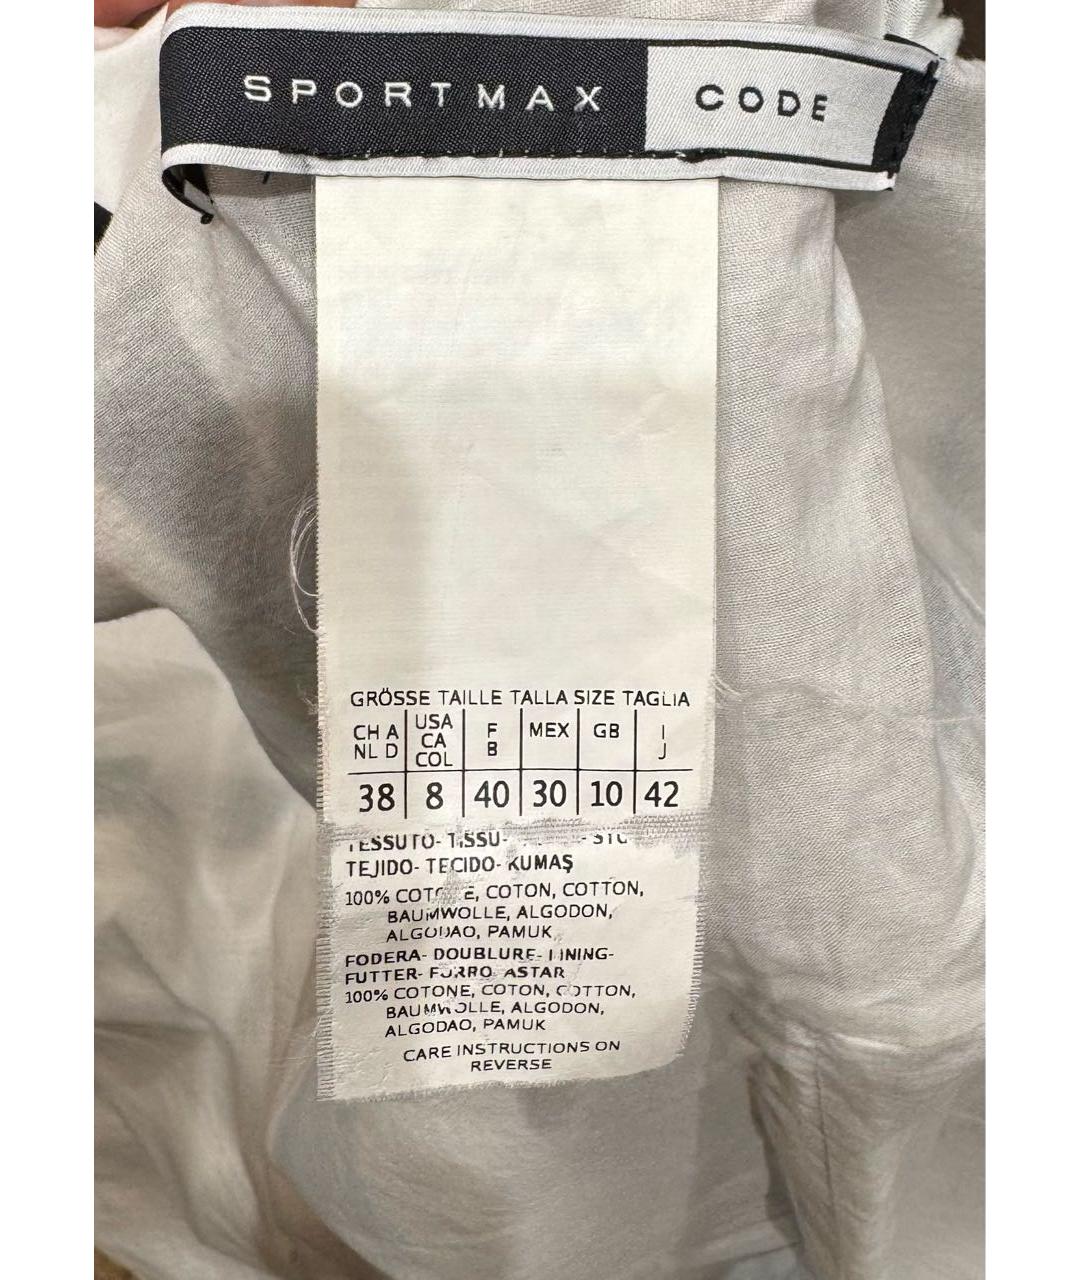 SPORTMAX CODE
GRÖSSE TAILLE TALLA SIZE TAGLIA
CH A NL D USA CA COL F B MEX GB I J
38 8 40 30 10 42
TESSUTO- TISSU-
TEJIDO- TECIDO- KUMAŞ
100% COTONE, COTON, COTTON,
BAUMWOLLE, ALGODON,
ALGODAO, PAMUK
FODERA- DOUBLURE- LINING-
FUTTER- FORRO ASTAR
100% COTONE, COTON, COTTON,
BAUMWOLLE, ALGODON,
ALGODAO, PAMUK
CARE INSTRUCTIONS ON
REVERSE